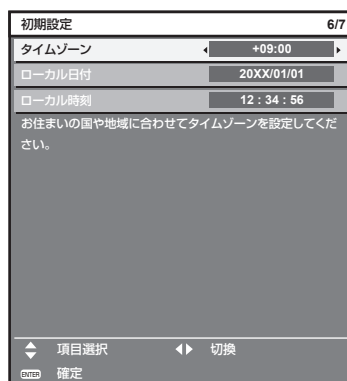 初期設定 6/7
タイムゾーン +09:00
ローカル日付 20XX/01/01
ローカル時刻 12：34：56
お住まいの国や地域に合わせてタイムゾーンを設定してくだ
さい。
項目選択 切換
ENTER 確定